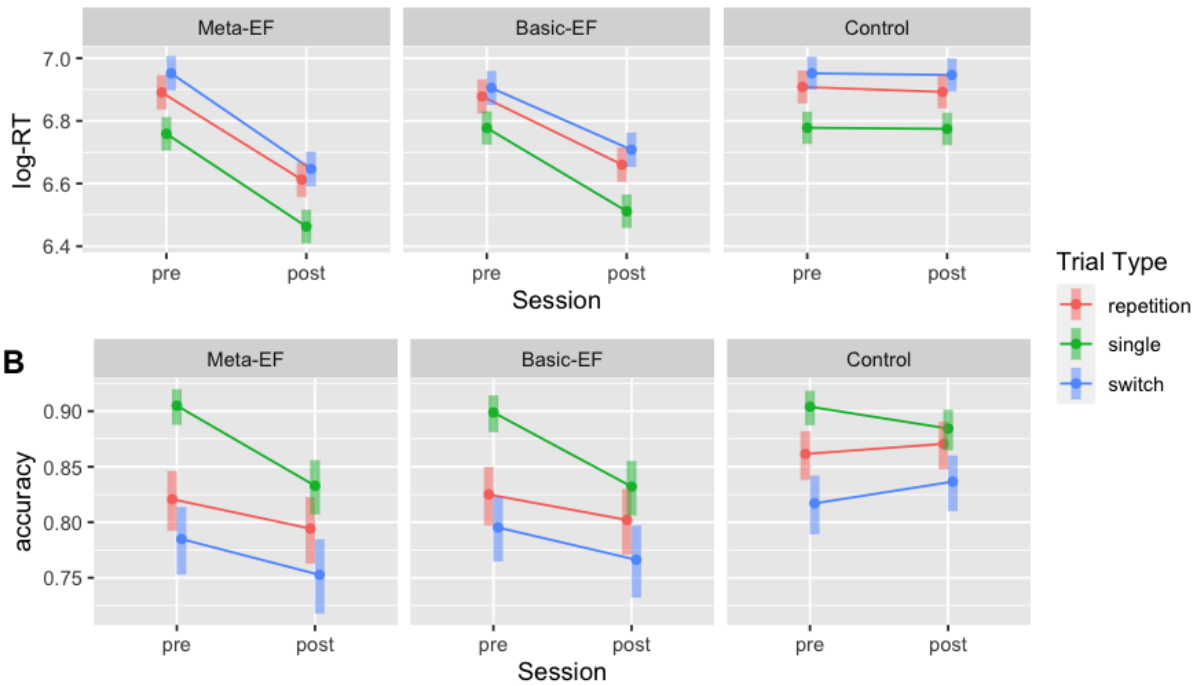 Meta-EF Basic-EF Control
7.0
6.8
6.6
6.4
log-RT
pre post pre post pre post
Session
Trial Type
repetition
single
switch
B
Meta-EF Basic-EF Control
0.90
0.85
0.80
0.75
accuracy
pre post pre post pre post
Session